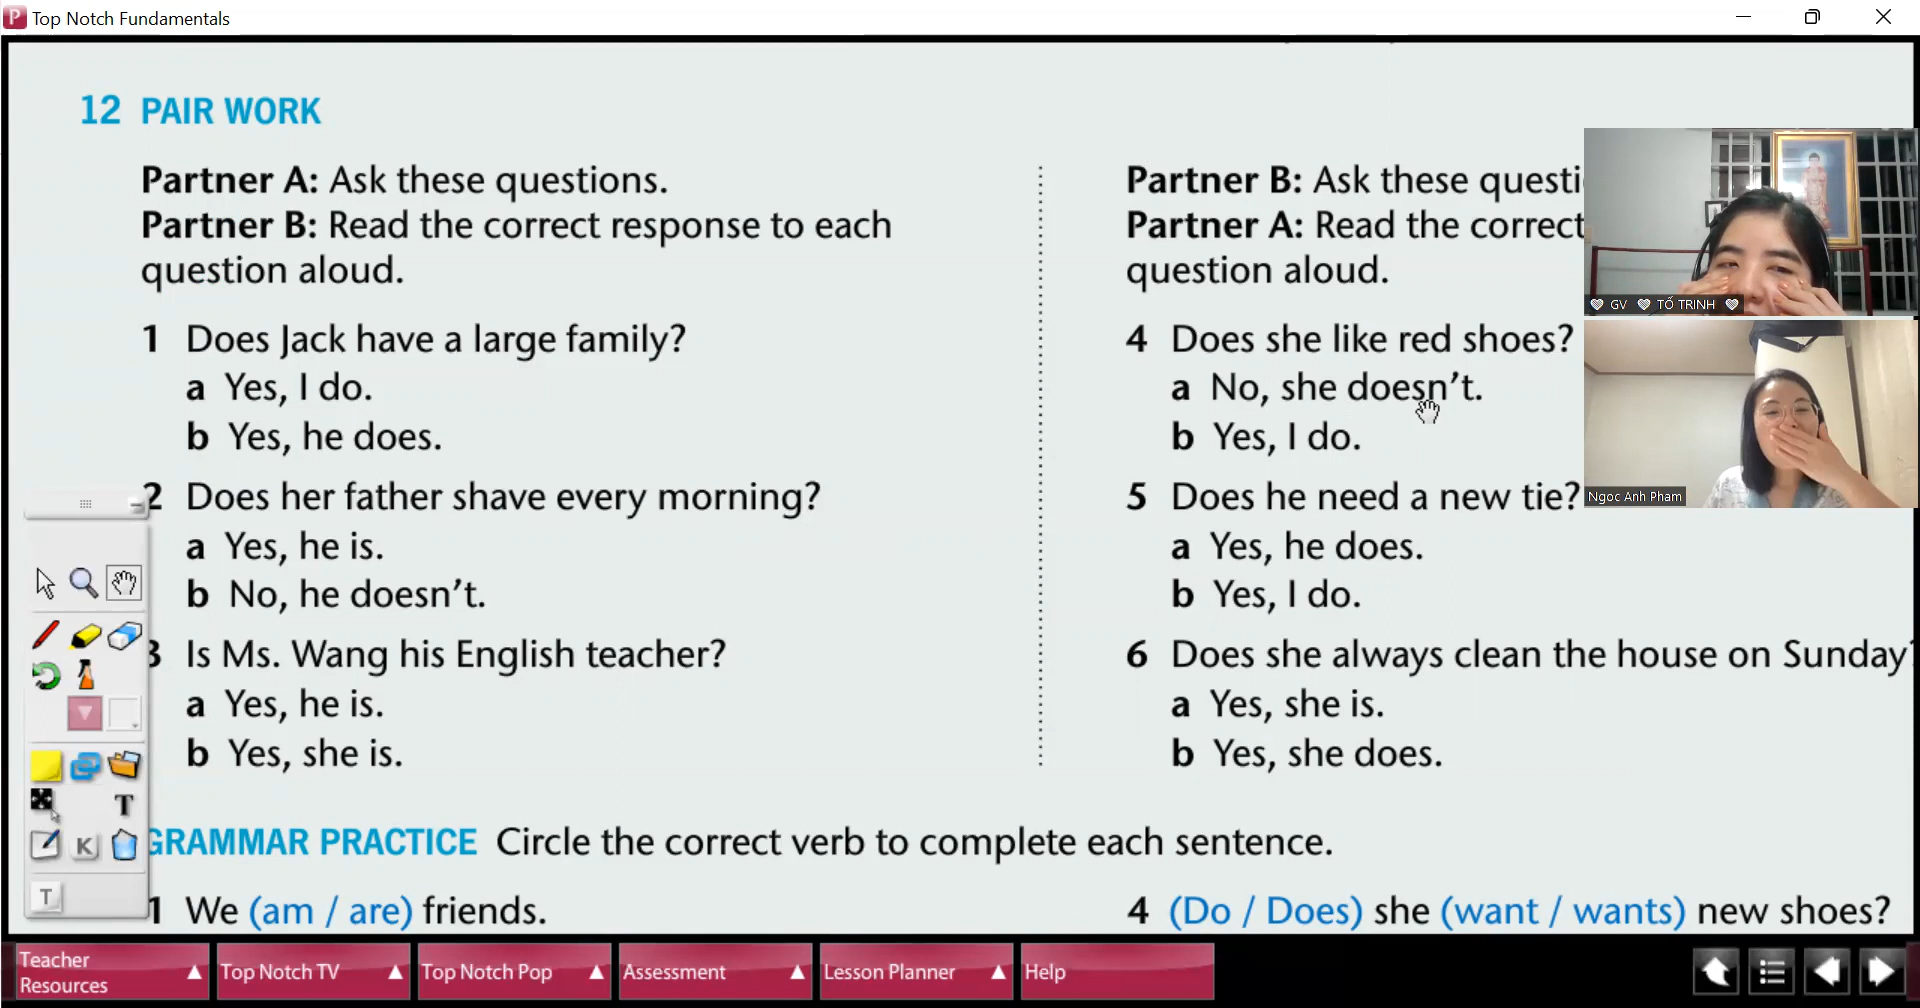 Top Notch Fundamentals
12 PAIR WORK
Partner A: Ask these questions.
Partner B: Read the correct response to each
question aloud.
1 Does Jack have a large family?
a Yes, I do.
b Yes, he does.
2 Does her father shave every morning?
a Yes, he is.
b No, he doesn't.
3 Is Ms. Wang his English teacher?
a Yes, he is.
b Yes, she is.
Partner B: Ask these questi
Partner A: Read the correct
question aloud.
4 Does she like red shoes?
a No, she doesn't.
b Yes, I do.
5 Does he need a new tie?
a Yes, he does.
b Yes, I do.
6 Does she always clean the house on Sunday?
a Yes, she is.
b Yes, she does.
GV TỐ TRINH
Ngoc Anh Pham
GRAMMAR PRACTICE Circle the correct verb to complete each sentence.
1 We (am / are) friends.
4 (Do / Does) she (want / wants) new shoes?
T
K
T
Teacher
Resources
Top Notch TV
Top Notch Pop
Assessment
Lesson Planner
Help